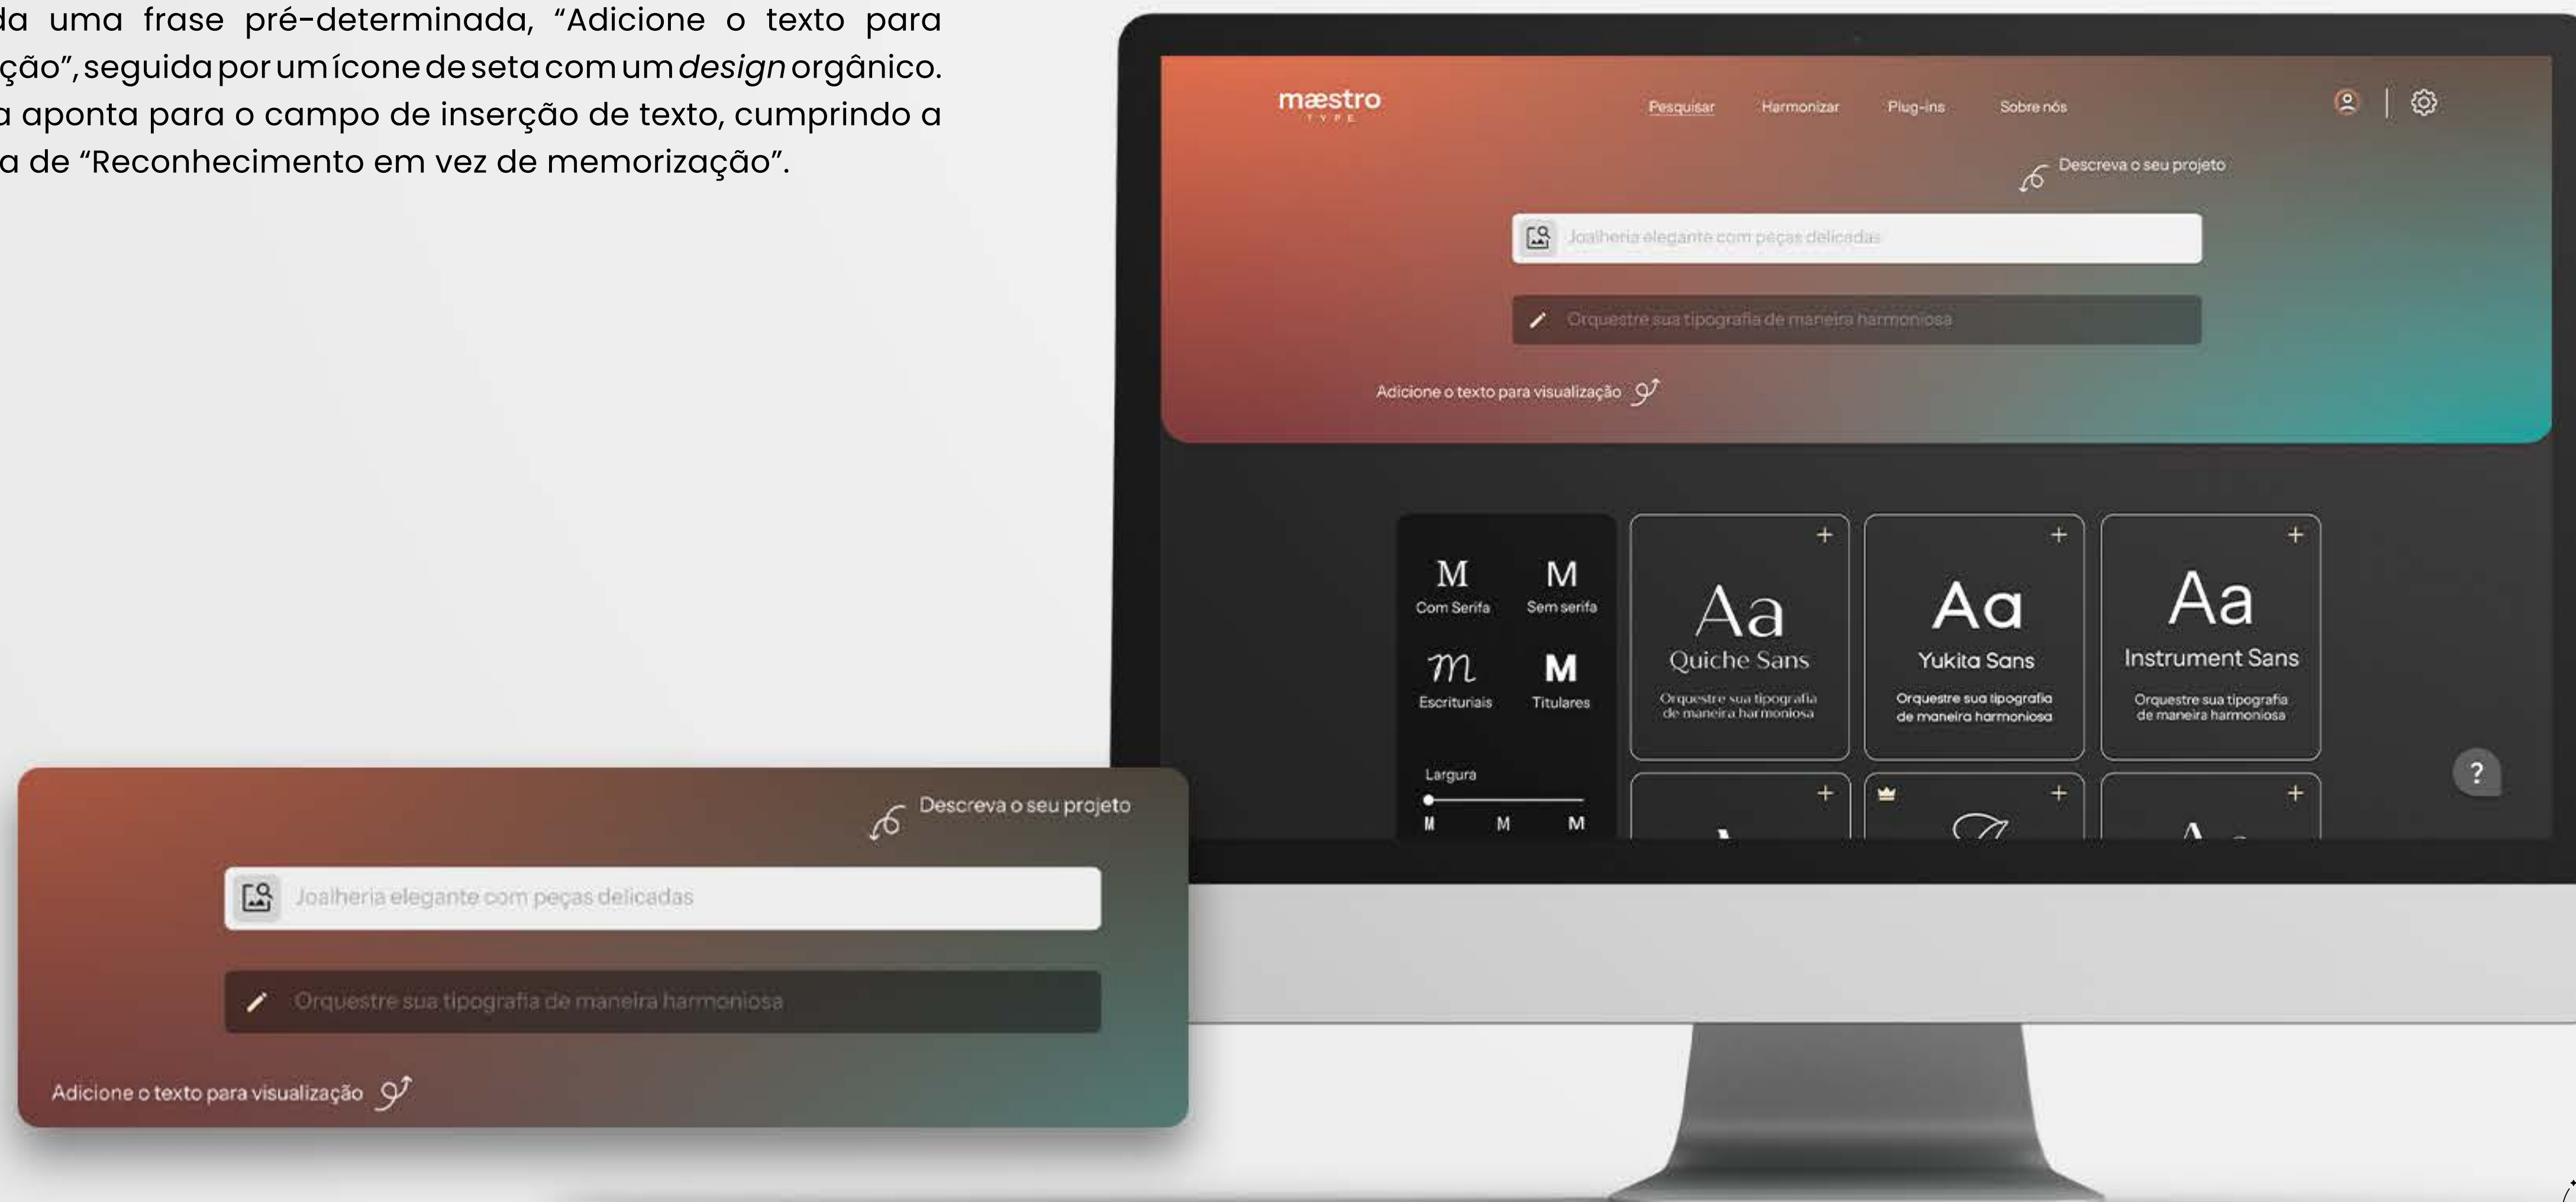 da uma frase pré-determinada, “Adicione o texto para
ção”, seguida por um ícone de seta com um design orgânico.
a aponta para o campo de inserção de texto, cumprindo a
a de “Reconhecimento em vez de memorização”.
mæstro
TYPE
Pesquisar
Harmonizar
Plug-ins
Sobre nós
Descreva o seu projeto
Joalheria elegante com peças delicadas
Orquestre sua tipografia de maneira harmoniosa
Adicione o texto para visualização
M
Com Serifa
M
Sem serifa
M
Escrituriais
M
Titulares
Largura
M M M
Aa
Quiche Sans
Orquestre sua tipografia
de maneira harmoniosa
Aa
Yukita Sans
Orquestre sua tipografia
de maneira harmoniosa
Aa
Instrument Sans
Orquestre sua tipografia
de maneira harmoniosa
?
Descreva o seu projeto
Joalheria elegante com peças delicadas
Orquestre sua tipografia de maneira harmoniosa
Adicione o texto para visualização